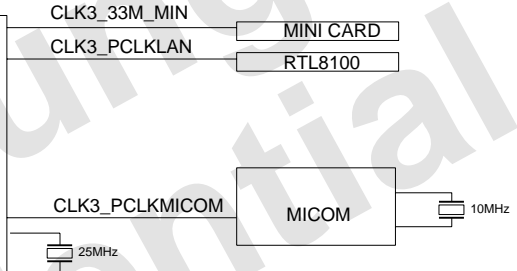 CLK3_33M_MIN
MINI CARD
CLK3_PCLKLAN
RTL8100
CLK3_PCLKMICOM
MICOM
10MHz
25MHz